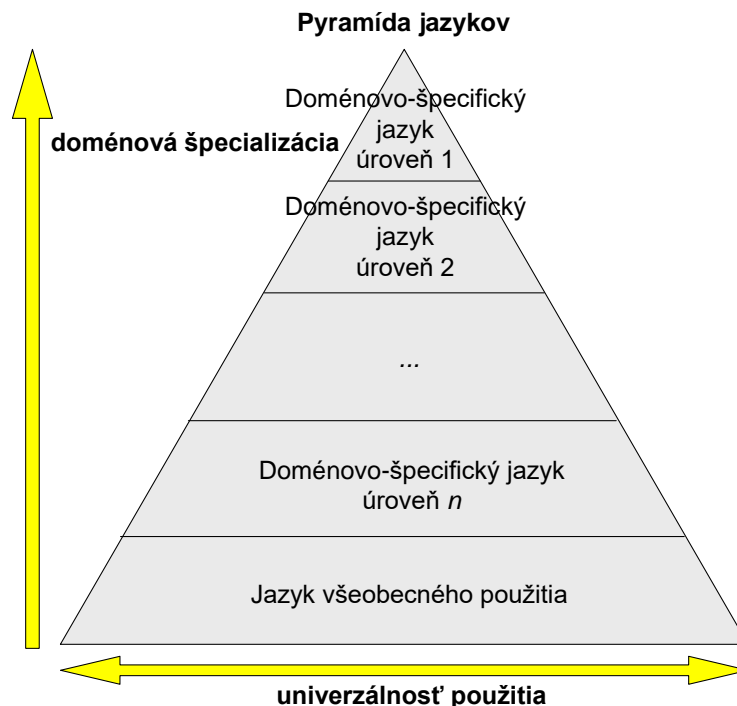 Pyramída jazykov
Doménovo-špecifický
jazyk
úroveň 1
doménová špecializácia
Doménovo-špecifický
jazyk
úroveň 2
...
Doménovo-špecifický jazyk
úroveň n
Jazyk všeobecného použitia
univerzálnosť použitia